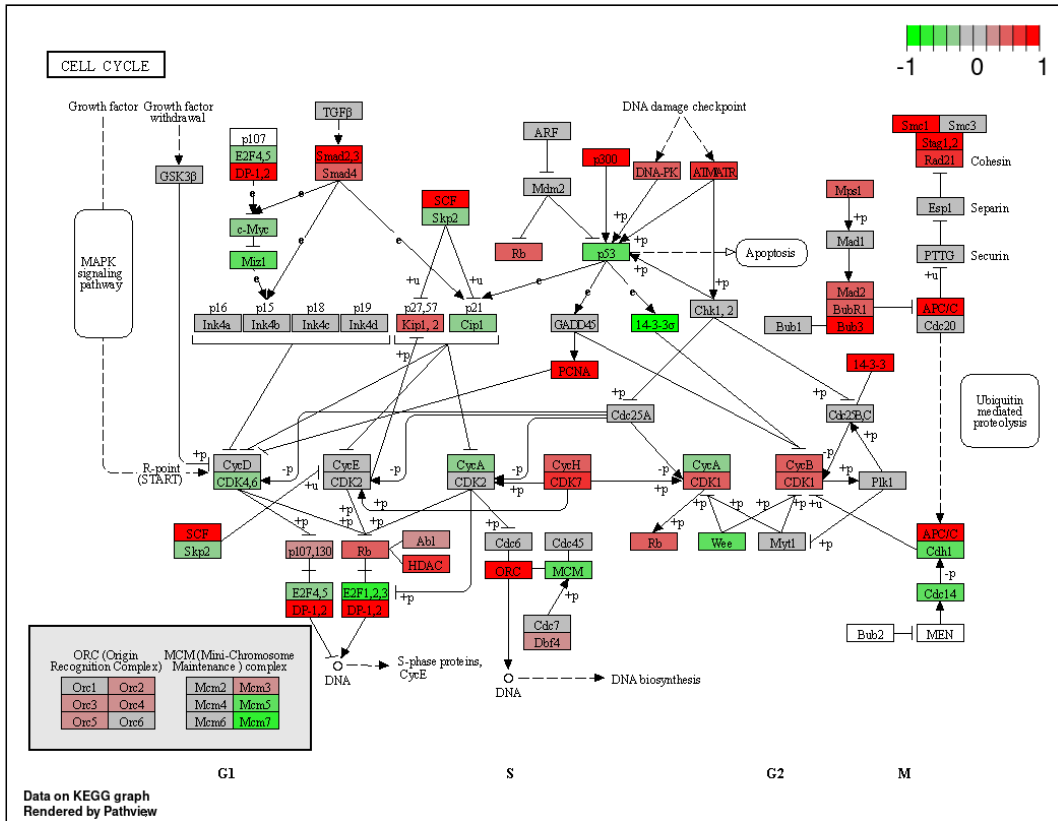 CELL CYCLE
-1 0 1
Growth factor
Growth factor
withdrawal
TGFβ
DNA damage checkpoint
p107
E2F4,5
DP-1,2
Smad2,3
Smad4
ARF
p300
DNA-PK
ATM/ATR
Smc1
Smc3
Stag1,2
Rad21
Cohesin
GSK3β
Mdm2
SCF
Skp2
Mps1
+p
Mad1
Esp1
Separin
e
e
e
c-Myc
Miz1
e
Rb
p53
+p
+p
+p
Apoptosis
PTTG
Securin
+u
MAPK
signaling
pathway
+u
+u
e
e
e
+p
Mad2
BubR1
Bub3
Bub1
APC/C
Cdc20
p16
Ink4a
p15
Ink4b
p18
Ink4c
p19
Ink4d
p27,57
Kip1, 2
p21
Cip1
GADD45
14-3-3σ
Chk1, 2
+p
PCNA
14-3-3
+p
+p
Cdc25A
Cdc25B,C
Ubiquitin
mediated
proteolysis
R-point
(START)
+p
CycD
CDK4,6
-p
CycE
CDK2
-p
CycA
CDK2
-p
+p
CycH
CDK7
-p
+p
CycA
CDK1
CycB
CDK1
-p
+p
+p
+p
Plk1
+u
SCF
Skp2
+p
+p
+p
+p
+p
+p
+p
+p
+u
p107,130
Rb
Abl
HDAC
Cdc6
Cdc45
ORC
MCM
+p
Rb
Wee
Myt1
+p
APC/C
Cdh1
-p
Cdc14
E2F4,5
DP-1,2
E2F1,2,3
DP-1,2
+p
Cdc7
Dbf4
Bub2
MEN
DNA
S-phase proteins,
CycE
DNA
DNA biosynthesis
ORC (Origin
Recognition Complex)
MCM (Mini-Chromosome
Maintenance ) complex
Orc1 Orc2 Mcm2 Mcm3
Orc3 Orc4 Mcm4 Mcm5
Orc5 Orc6 Mcm6 Mcm7
G1 S G2 M
Data on KEGG graph
Rendered by Pathview